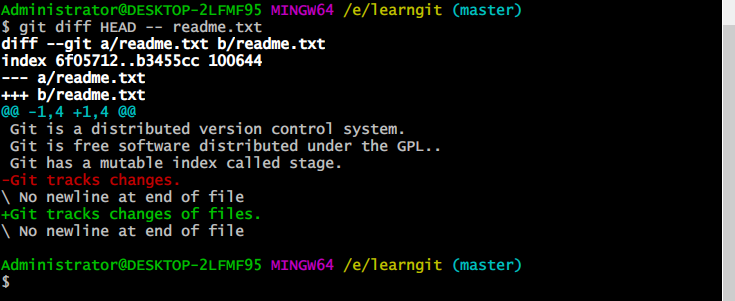 Administrator@DESKTOP-2LFMF95 MINGW64 /e/learngit (master)
$ git diff HEAD -- readme.txt
diff --git a/readme.txt b/readme.txt
index 6f05712..b3455cc 100644
--- a/readme.txt
+++ b/readme.txt
@@ -1,4 +1,4 @@
 Git is a distributed version control system.
 Git is free software distributed under the GPL..
 Git has a mutable index called stage.
-Git tracks changes.
\ No newline at end of file
+Git tracks changes of files.
\ No newline at end of file
Administrator@DESKTOP-2LFMF95 MINGW64 /e/learngit (master)
$